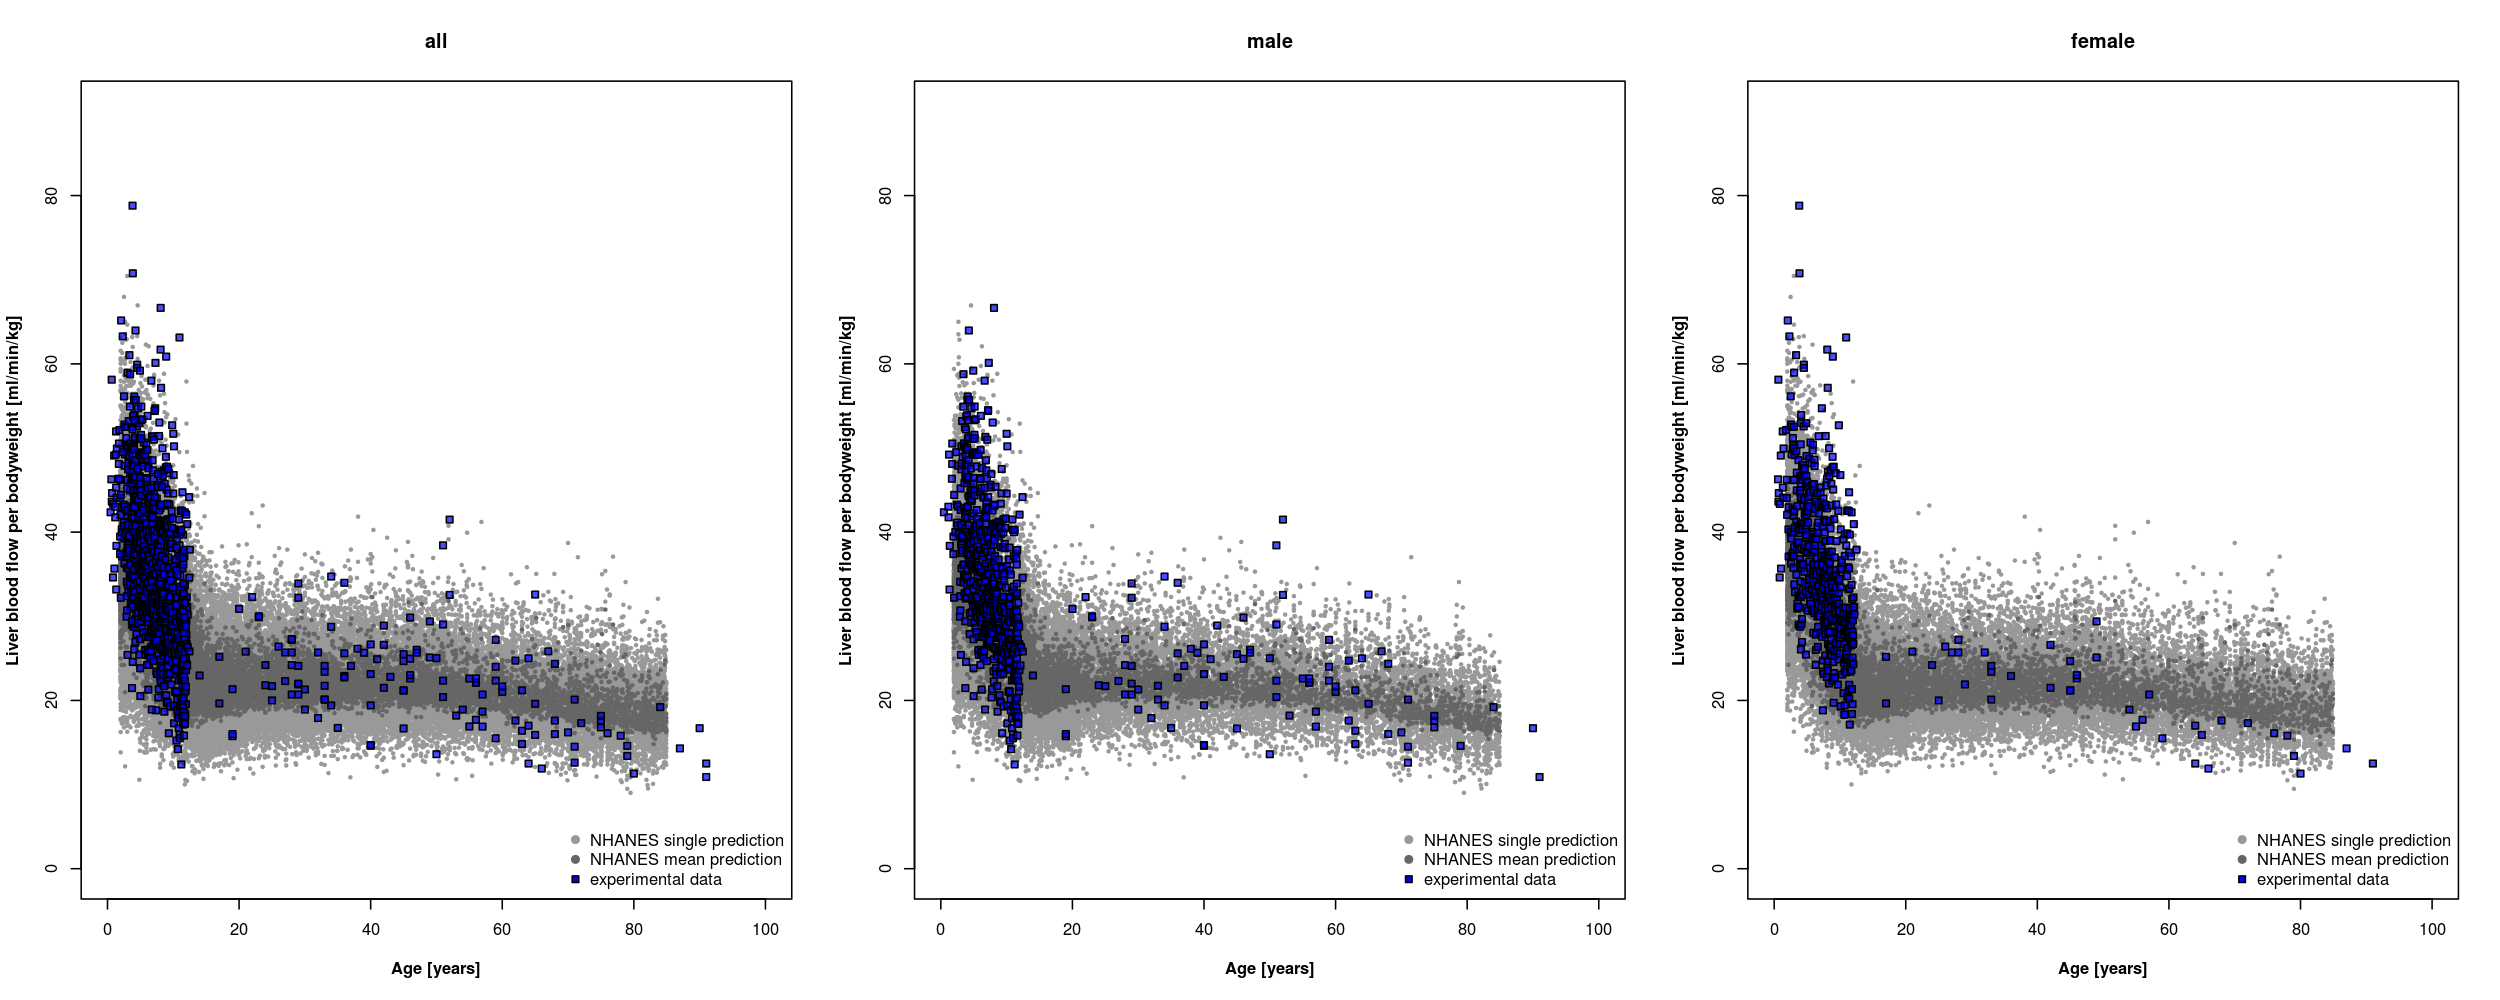 all
Liver blood flow per bodyweight [ml/min/kg]
80
60
40
20
0
0 20 40 60 80 100
Age [years]
NHANES single prediction
NHANES mean prediction
experimental data
male
Liver blood flow per bodyweight [ml/min/kg]
80
60
40
20
0
0 20 40 60 80 100
Age [years]
NHANES single prediction
NHANES mean prediction
experimental data
female
Liver blood flow per bodyweight [ml/min/kg]
80
60
40
20
0
0 20 40 60 80 100
Age [years]
NHANES single prediction
NHANES mean prediction
experimental data